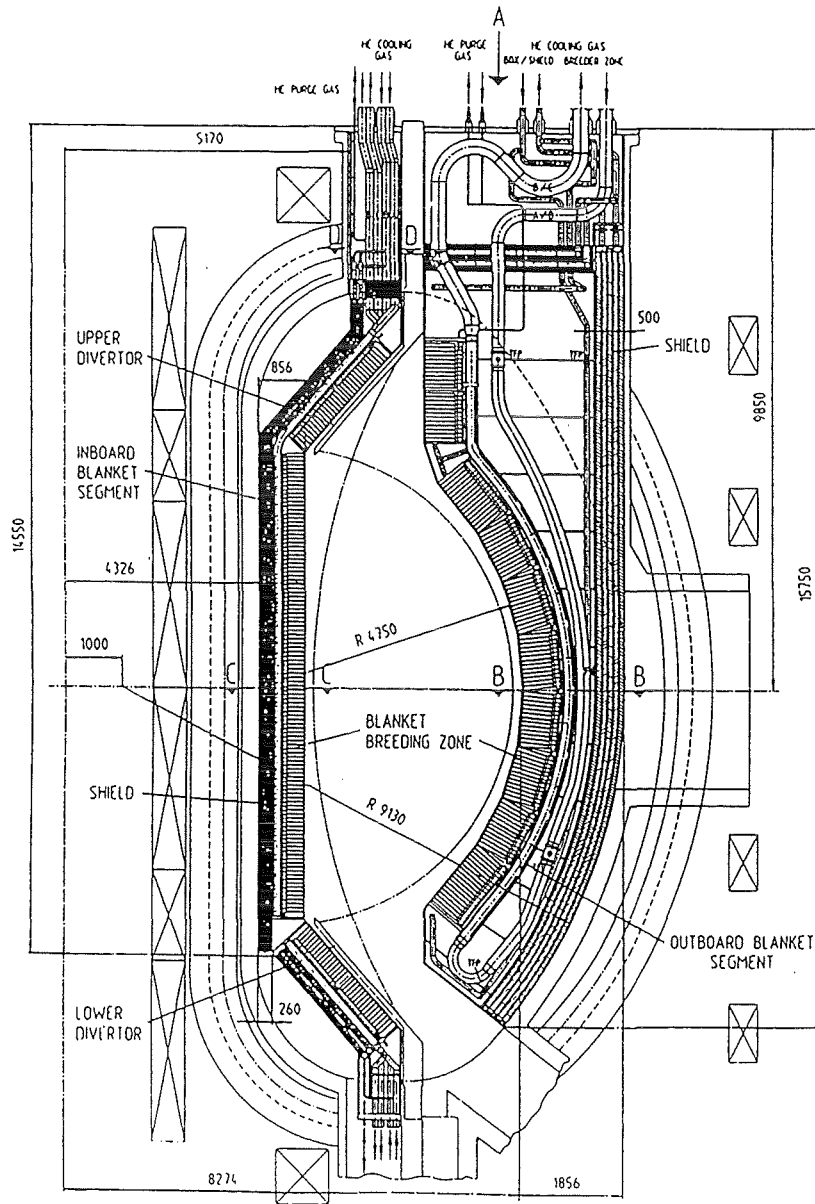 A
HE COOLING
GAS
HE PURGE
GAS
HE COOLING GAS
BOX/SHIELD BREEDER ZONE
HE PURGE GAS
5170
B/C
A/D
D
D
500
UPPER
DIVERTOR
SHIELD
856
9850
INBOARD
BLANKET
SEGMENT
14550
4326
15750
R 4750
1000
C
C
B
B
BLANKET
BREEDING ZONE
SHIELD
R 9130
OUTBOARD BLANKET
SEGMENT
LOWER
DIVERTOR
260
8274
1856